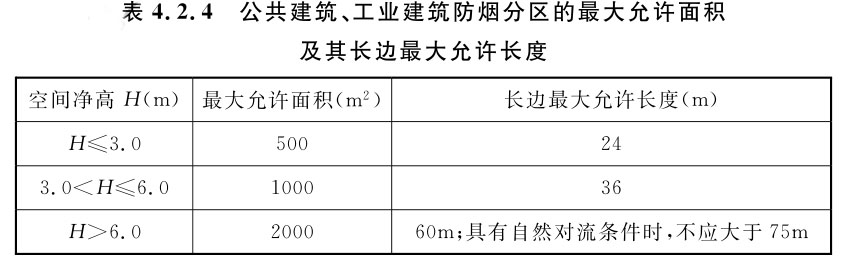 表 4.2.4 公共建筑、工业建筑防烟分区的最大允许面积
及其长边最大允许长度
空间净高 H(m) 最大允许面积(m²) 长边最大允许长度(m)
H≤3.0 500 24
3.0<H≤6.0 1000 36
H>6.0 2000 60m;具有自然对流条件时,不应大于 75m